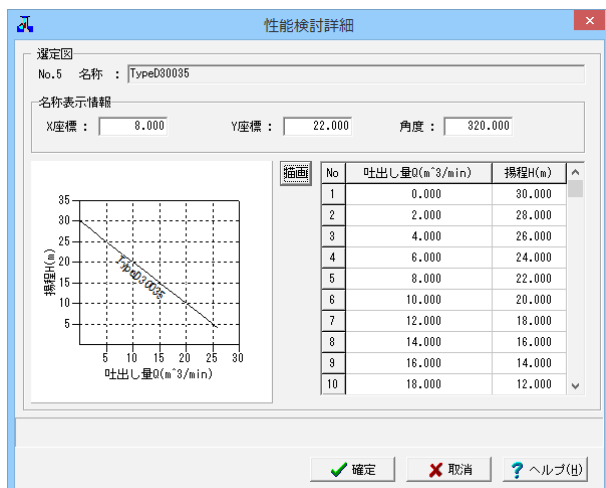 性能検討詳細
選定図
No.5 名称 : TypeD30035
名称表示情報
X座標 : 8.000 Y座標 : 22.000 角度 : 320.000
描画
35
30
25
20
15
10
5
揚程H(m)
TypeD30035
5 10 15 20 25 30
吐出し量Q(m^3/min)
No 吐出し量Q(m^3/min) 揚程H(m)
1 0.000 30.000
2 2.000 28.000
3 4.000 26.000
4 6.000 24.000
5 8.000 22.000
6 10.000 20.000
7 12.000 18.000
8 14.000 16.000
9 16.000 14.000
10 18.000 12.000
確定 取消 ヘルプ(H)